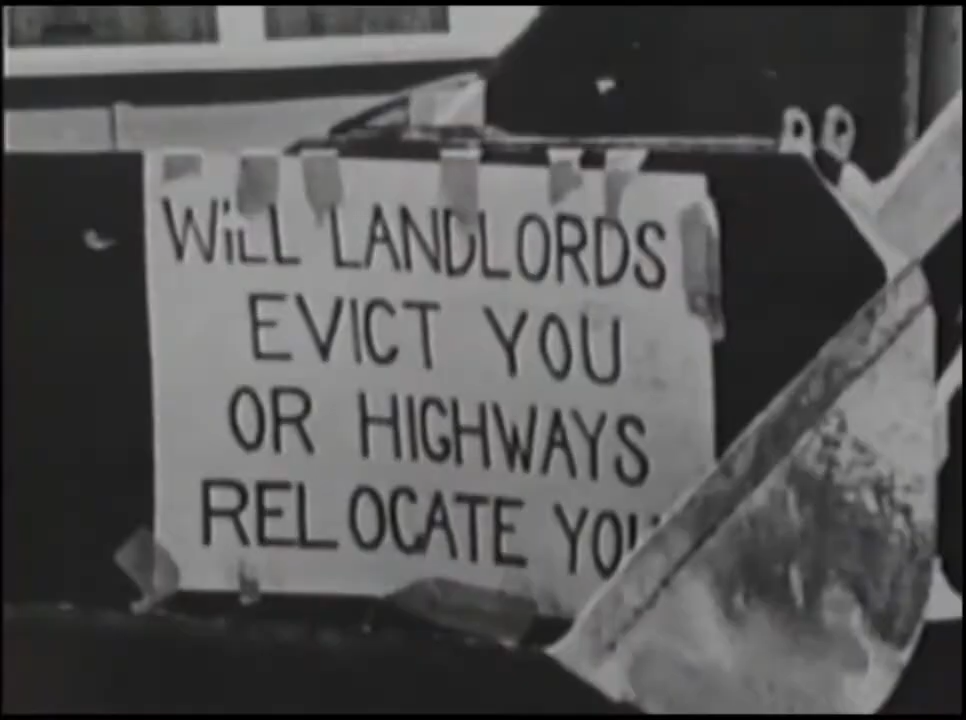 WiLL LANDLORDS
EVICT YOU
OR HIGHWAYS
RELOCATE YOU